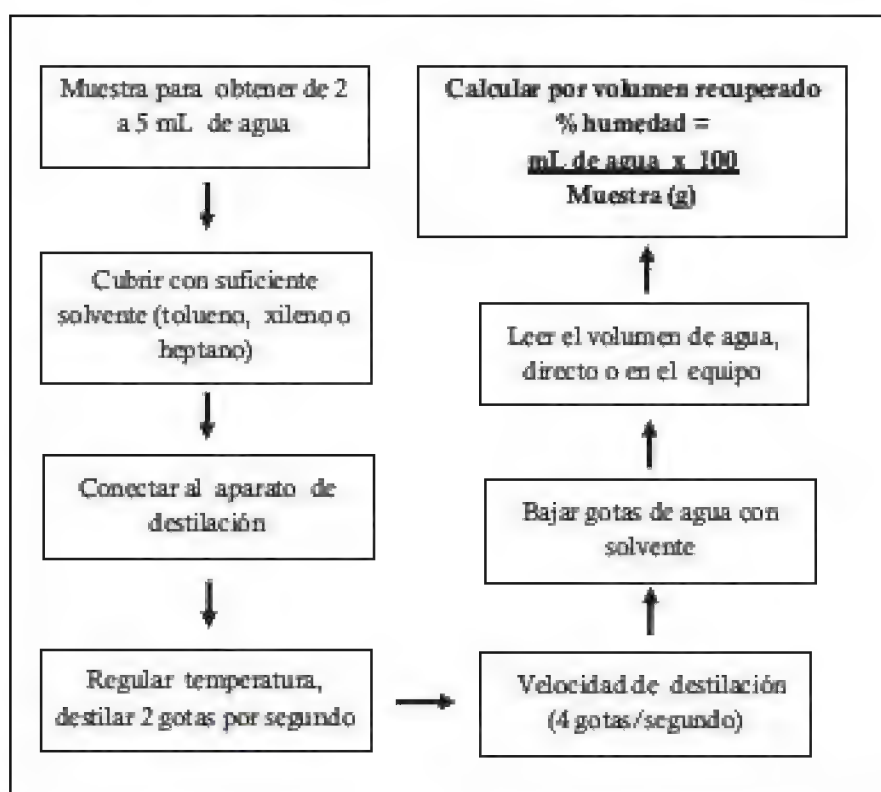 Muestra para obtener de 2
a 5 mL de agua
Cubrir con suficiente
solvente (tolueno, xileno o
heptano)
Conectar al aparato de
destilación
Regular temperatura,
destilar 2 gotas por segundo
Velocidad de destilación
(4 gotas/segundo)
Bajar gotas de agua con
solvente
Leer el volumen de agua,
directo o en el equipo
Calcular por volumen recuperado
% humedad =
mL de agua x 100
Muestra (g)